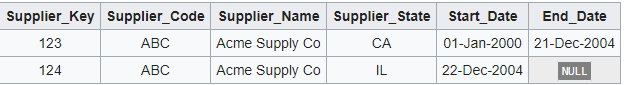 Supplier_Key Supplier_Code Supplier_Name Supplier_State Start_Date End_Date
123 ABC Acme Supply Co CA 01-Jan-2000 21-Dec-2004
124 ABC Acme Supply Co IL 22-Dec-2004 NULL